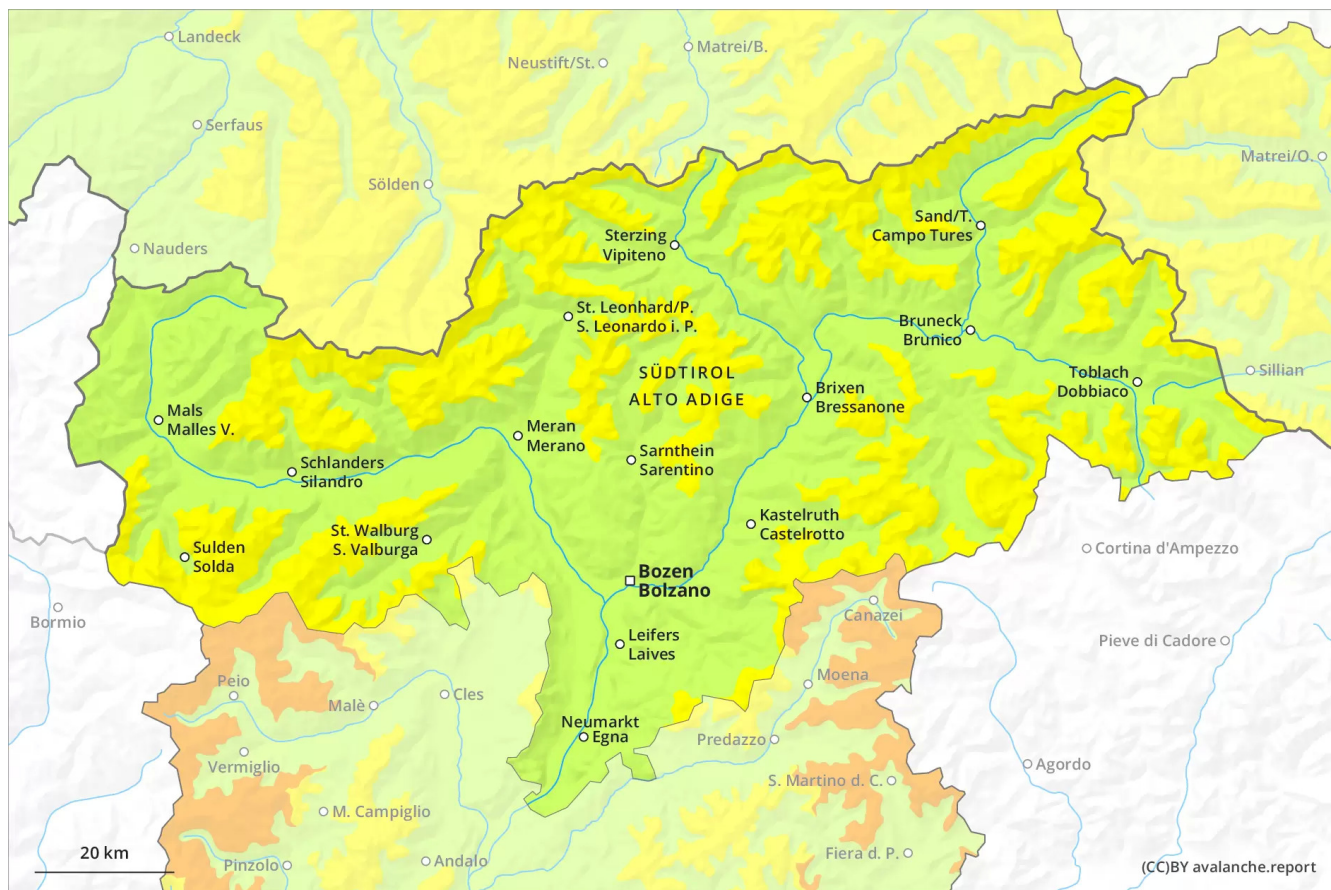 Landeck
Matrei/B.
Neustift/St.
Serfaus
Matrei/O.
Sölden
Sand/T.
Campo Tures
Sterzing
Vipiteno
Nauders
St. Leonhard/P.
S. Leonardo i. P.
Bruneck
Brunico
SÜDTIROL
ALTO ADIGE
Toblach
Dobbiaco
Sillian
Brixen
Bressanone
Mals
Malles V.
Meran
Merano
Sarnthein
Sarentino
Schlanders
Silandro
Kastelruth
Castelrotto
St. Walburg
S. Valburga
Sulden
Solda
Cortina d'Ampezzo
Bozen
Bolzano
Bormio
Canazei
Leifers
Laives
Pieve di Cadore
Peio
Moena
Malè
Cles
Neumarkt
Egna
Predazzo
Vermiglio
Agordo
S. Martino d. C.
M. Campiglio
20 km
Pinzolo
Andalo
Fiera d. P.
(CC)BY avalanche.report